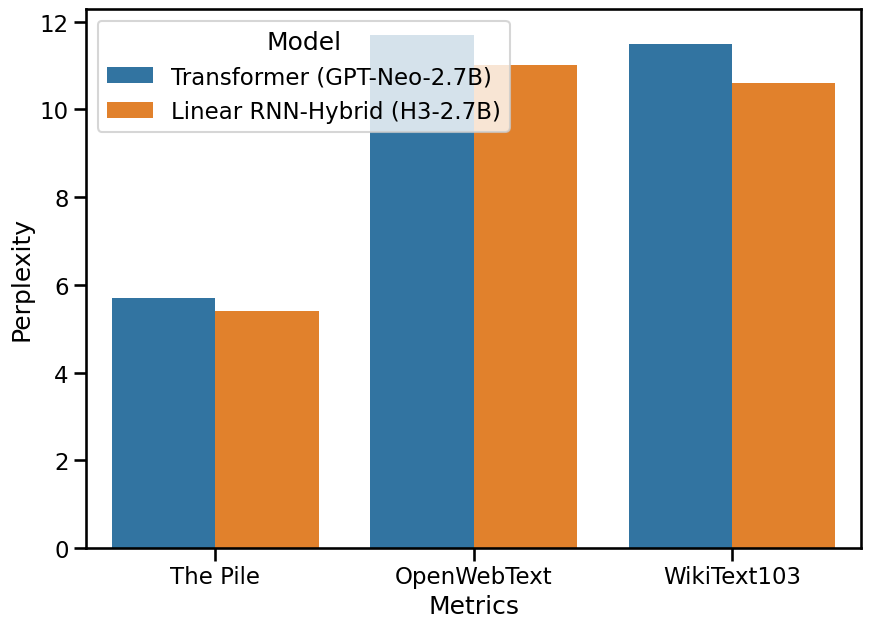 12
10
8
6
4
2
0
Perplexity
Model
Transformer (GPT-Neo-2.7B)
Linear RNN-Hybrid (H3-2.7B)
The Pile
OpenWebText
WikiText103
Metrics